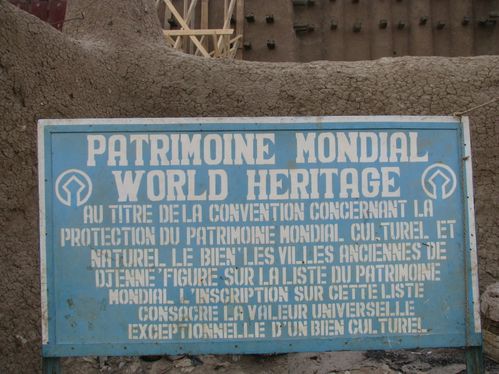 PATRIMOINE MONDIAL
WORLD HERITAGE
AU TITRE DE LA CONVENTION CONCERNANT LA
PROTECTION DU PATRIMOINE MONDIAL CULTUREL ET
NATUREL LE BIEN "LES VILLES ANCIENNES DE
DJENNE" FIGURE SUR LA LISTE DU PATRIMOINE
MONDIAL L'INSCRIPTION SUR CETTE LISTE
CONSACRE LA VALEUR UNIVERSELLE
EXCEPTIONNELLE D'UN BIEN CULTUREL.